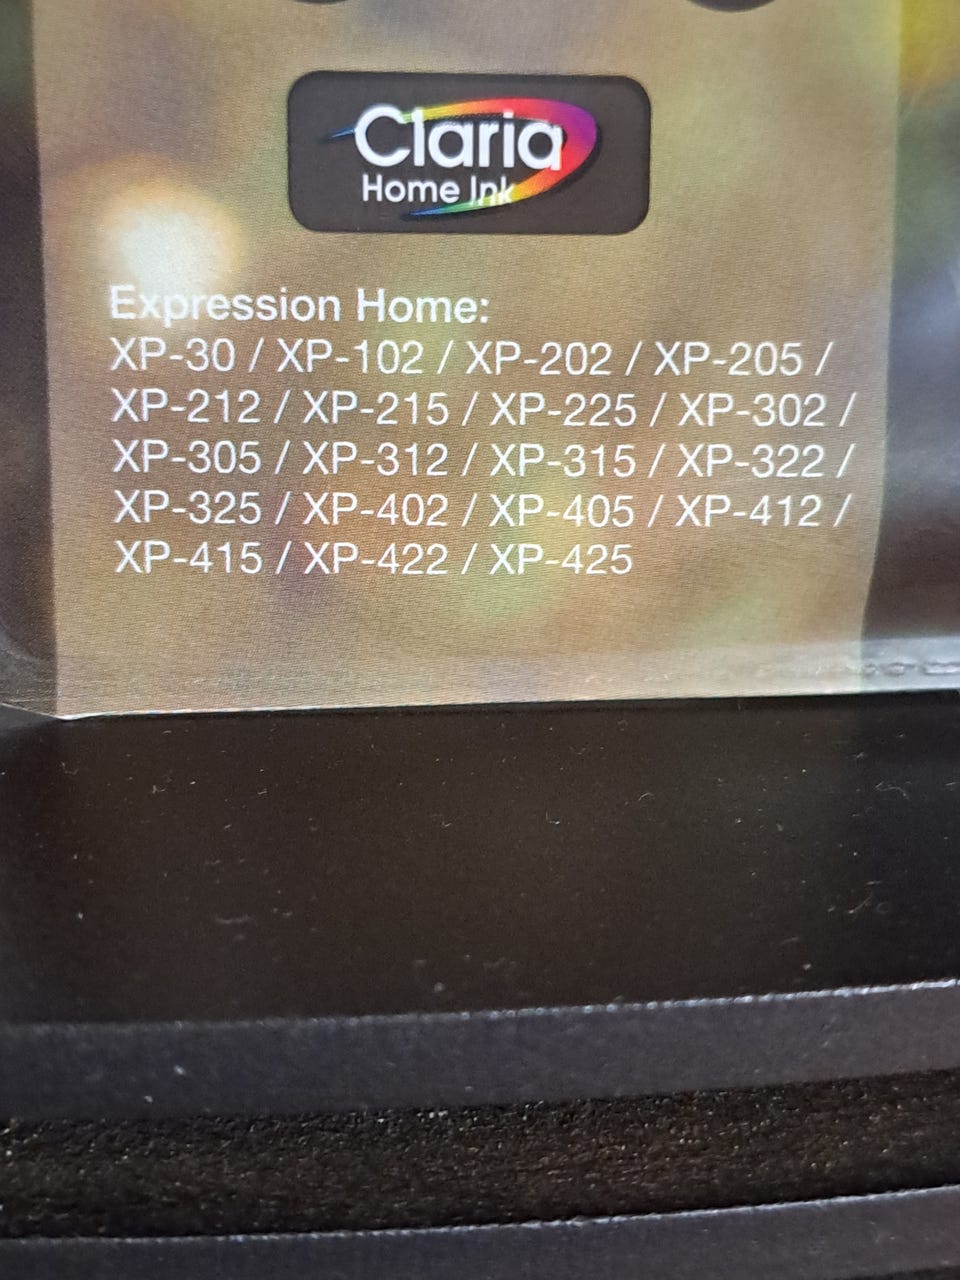 Claria
Home Ink
Expression Home:
XP-30 / XP-102 / XP-202 / XP-205 /
XP-212 / XP-215 / XP-225 / XP-302 /
XP-305 / XP-312 / XP-315 / XP-322 /
XP-325 / XP-402 / XP-405 / XP-412 /
XP-415 / XP-422 / XP-425